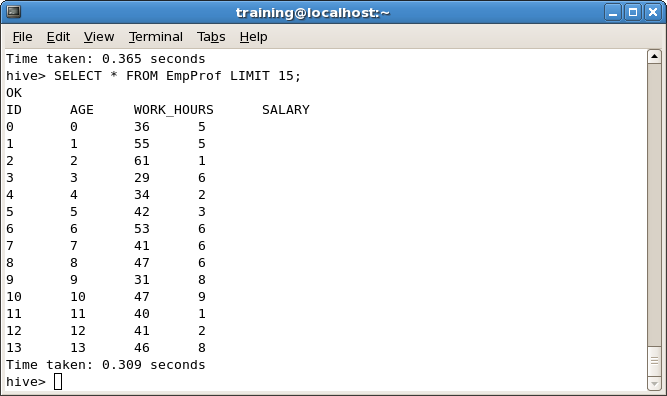 training@localhost:~
File Edit View Terminal Tabs Help
Time taken: 0.365 seconds
hive> SELECT * FROM EmpProf LIMIT 15;
OK
ID AGE WORK_HOURS SALARY
0 0 36 5
1 1 55 5
2 2 61 1
3 3 29 6
4 4 34 2
5 5 42 3
6 6 53 6
7 7 41 6
8 8 47 6
9 9 31 8
10 10 47 9
11 11 40 1
12 12 41 2
13 13 46 8
Time taken: 0.309 seconds
hive>